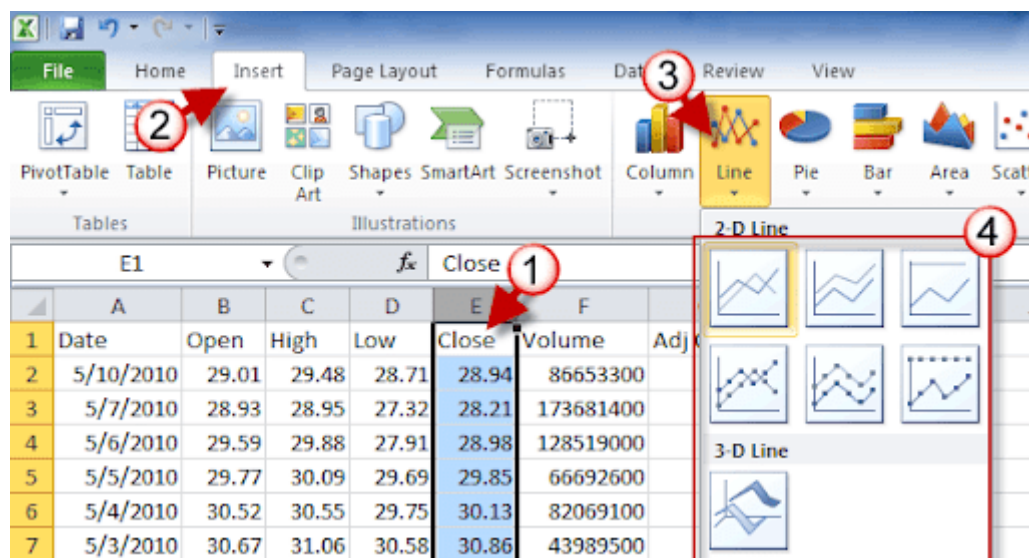 File Home Insert Page Layout Formulas Dat Review View
2 3
PivotTable Table Picture Clip Art Shapes SmartArt Screenshot Column Line Pie Bar Area Scatt
Tables Illustrations
2-D Line
4
E1 fx Close
1
A B C D E F
1 Date Open High Low Close Volume Adj
2 5/10/2010 29.01 29.48 28.71 28.94 86653300
3 5/7/2010 28.93 28.95 27.32 28.21 173681400
4 5/6/2010 29.59 29.88 27.91 28.98 128519000
5 5/5/2010 29.77 30.09 29.69 29.85 66692600
6 5/4/2010 30.52 30.55 29.75 30.13 82069100
7 5/3/2010 30.67 31.06 30.58 30.86 43989500
3-D Line